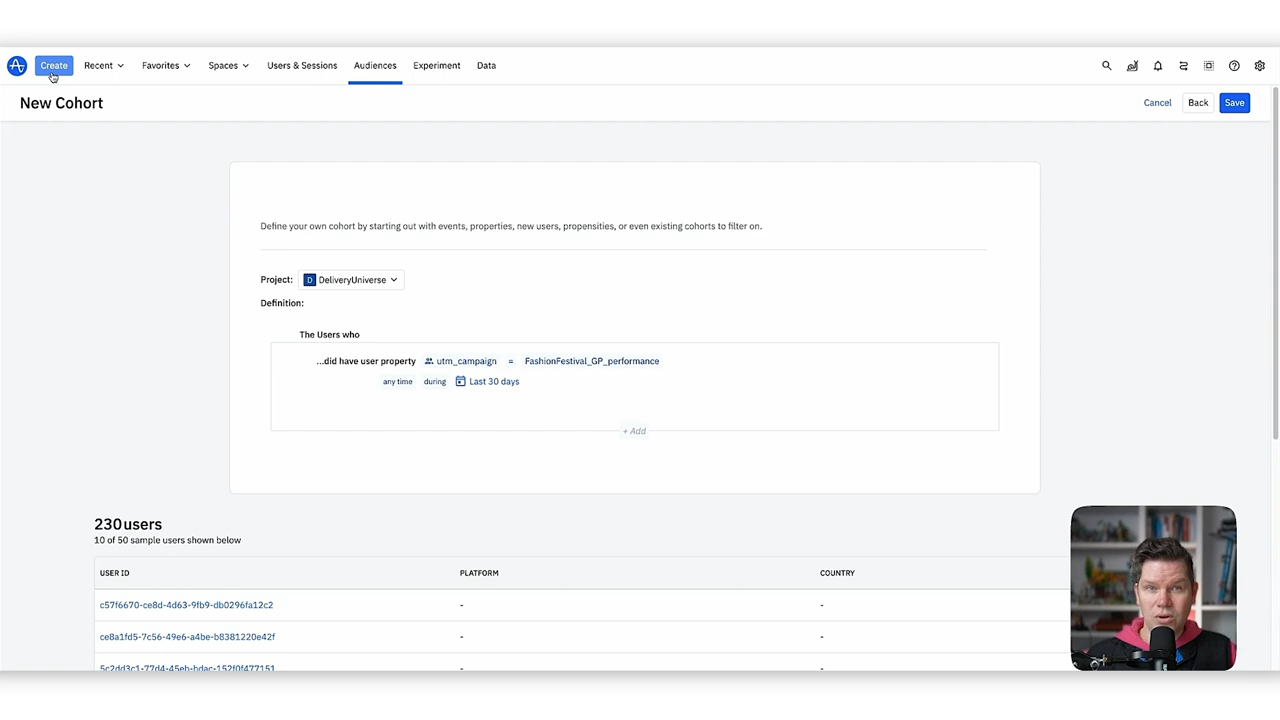 Create Recent Favorites Spaces Users & Sessions Audiences Experiment Data
New Cohort
Cancel Back Save
Define your own cohort by starting out with events, properties, new users, propensities, or even existing cohorts to filter on.
Project: D DeliveryUniverse
Definition:
The Users who
...did have user property utm_campaign = FashionFestival_GP_performance
any time during Last 30 days
+ Add
230 users
10 of 50 sample users shown below
USER ID PLATFORM COUNTRY
c57f6670-ce8d-4d63-9fb9-db0296fa12c2 - -
ce8a1fd5-7c56-49e6-a4be-b8381220e42f - -
5c2dd3c1-77d4-45eb-bdac-152f0f477151